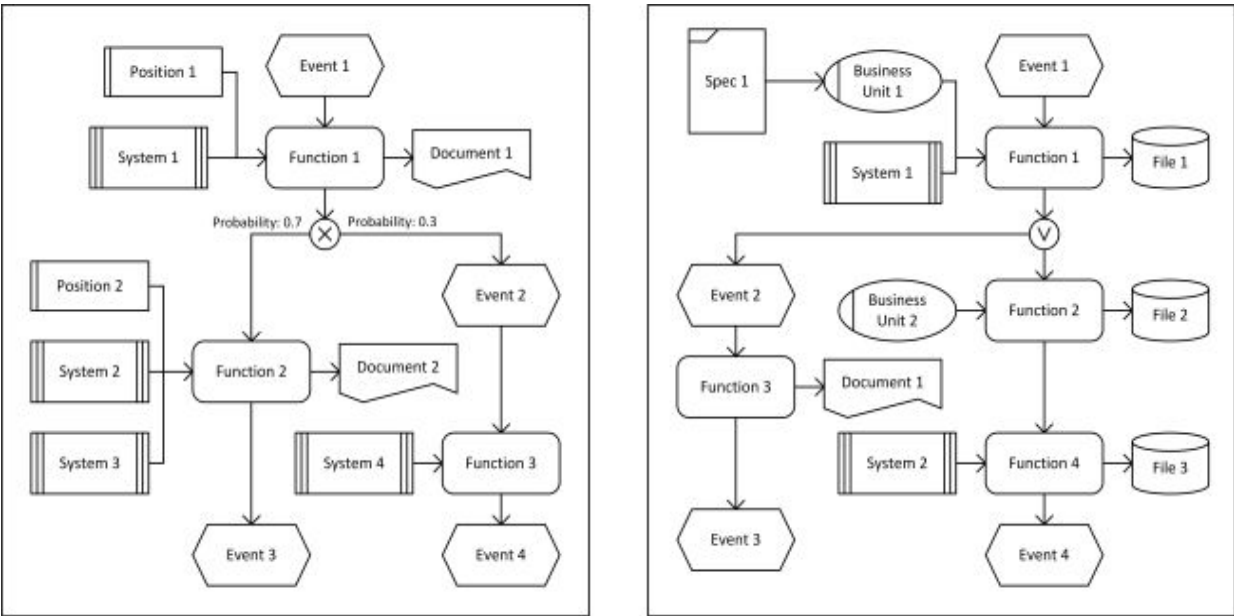 Position 1
Event 1
System 1
Function 1
Document 1
Probability: 0.7
Probability: 0.3
Position 2
Event 2
System 2
Function 2
Document 2
System 3
System 4
Function 3
Event 3
Event 4
Spec 1
Business
Unit 1
Event 1
System 1
Function 1
File 1
V
Event 2
Business
Unit 2
Function 2
File 2
Function 3
Document 1
System 2
Function 4
File 3
Event 3
Event 4